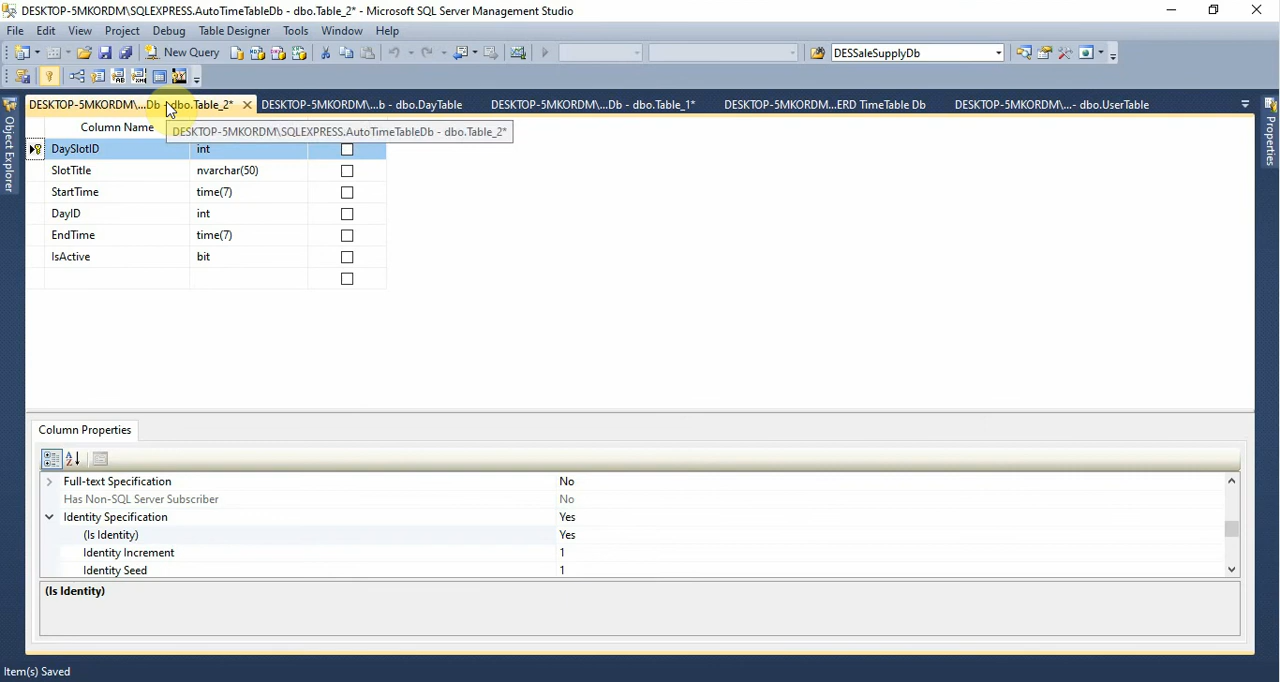 DESKTOP-5MKORDM\SQLEXPRESS.AutoTimeTableDb - dbo.Table_2* - Microsoft SQL Server Management Studio
File Edit View Project Debug Table Designer Tools Window Help
New Query DESSaleSupplyDb
DESKTOP-5MKORDM\...Db - dbo.Table_2* DESKTOP-5MKORDM\...b - dbo.DayTable DESKTOP-5MKORDM\...Db - dbo.Table_1* DESKTOP-5MKORDM...ERD TimeTable Db DESKTOP-5MKORDM\...- dbo.UserTable
Object Explorer
Properties
Column Name
DESKTOP-5MKORDM\SQLEXPRESS.AutoTimeTableDb - dbo.Table_2*
DaySlotID int
SlotTitle nvarchar(50)
StartTime time(7)
DayID int
EndTime time(7)
IsActive bit
Column Properties
Full-text Specification No
Has Non-SQL Server Subscriber No
Identity Specification Yes
(Is Identity) Yes
Identity Increment 1
Identity Seed 1
(Is Identity)
Item(s) Saved